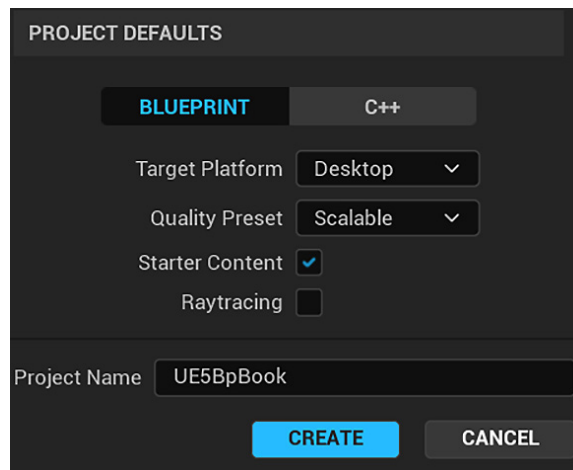 PROJECT DEFAULTS
BLUEPRINT C++
Target Platform Desktop
Quality Preset Scalable
Starter Content
Raytracing
Project Name UE5BpBook
CREATE CANCEL